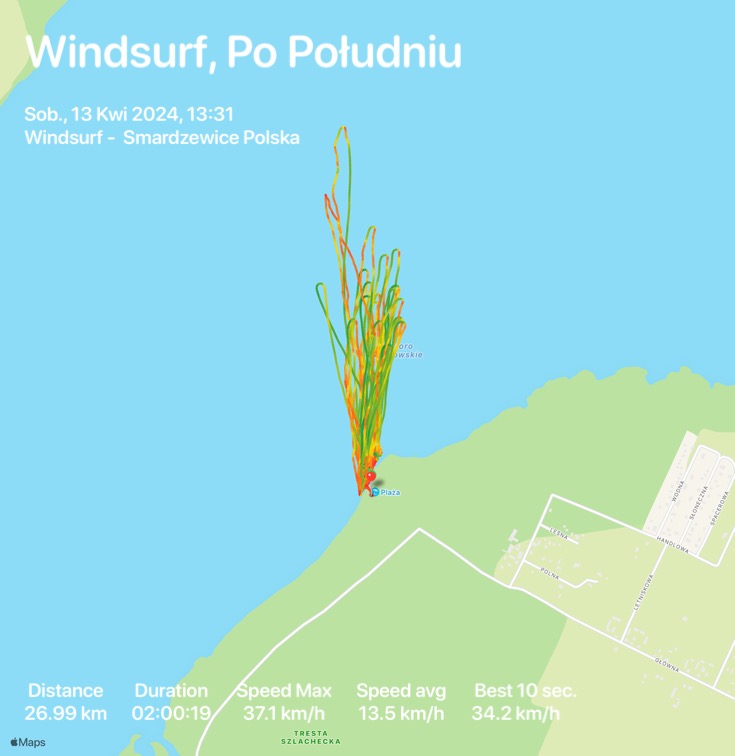 Windsurf, Po Południu
Sob., 13 Kwi 2024, 13:31
Windsurf - Smardzewice Polska
oro
owskie
Plaża
WODNA
SŁONECZNA
SPACEROWA
LEŚNA
HANDLOWA
POLNA
LETNISKOWA
GŁÓWNA
Distance Duration Speed Max Speed avg Best 10 sec.
26.99 km 02:00:19 37.1 km/h 13.5 km/h 34.2 km/h
TRESTA
SZLACHECKA
Maps